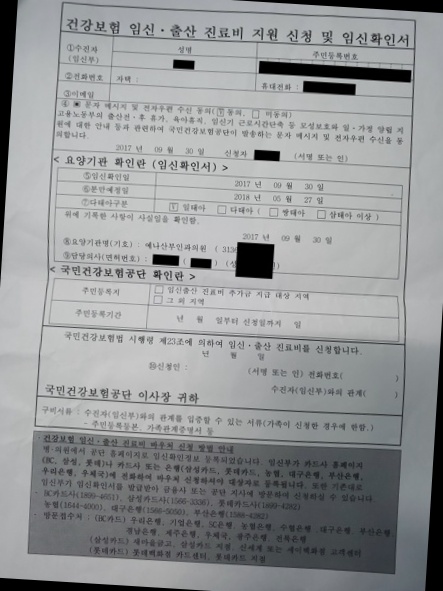 건강보험 임신·출산 진료비 지원 신청 및 임신확인서
①수진자 (임신부) 성명 주민등록번호
②전화번호 자택 : 휴대전화 :
③이메일
④ ▣ 문자 메시지 및 전자우편 수신 동의( 동의, □ 미동의)
고용노동부의 출산전·후 휴가, 육아휴직, 임신기 근로시간단축 등 모성보호와 일·가정 양립 지
원에 대한 안내 등과 관련하여 국민건강보험공단이 발송하는 문자 메시지 및 전자우편 수신을 동
의합니다.
2017 년 09 월 30 일 신청자 (서명 또는 인)
< 요양기관 확인란 (임신확인서) >
⑤임신확인일 2017 년 09 월 30 일
⑥분만예정일 2018 년 05 월 27 일
⑦다태아구분 일태아 □ 다태아 ( □ 쌍태아 □ 삼태아 이상 )
위에 기록한 사항이 사실임을 확인함.
2017 년 09 월 30 일
⑧요양기관명(기호) : 예나산부인과의원 ( 3136
⑨담당의사(면허번호) : ( ) (
< 국민건강보험공단 확인란 >
주민등록지 □ 임신출산 진료비 추가금 지급 대상 지역
□ 그 외 지역
주민등록기간 년 월 일부터 신청일까지 일
국민건강보험법 시행령 제23조에 의하여 임신·출산 진료비를 신청합니다.
년 월 일
⑩신청인 : (서명 또는 인) 전화번호( )
수진자(임신부)와의 관계( )
국민건강보험공단 이사장 귀하
구비서류 : 수진자(임신부)와의 관계를 입증할 수 있는 서류(가족이 신청한 경우에 한함.)
- 주민등록등본, 가족관계증명서 등
· 건강보험 임신·출산 진료비 바우처 신청 방법 안내
병·의원에서 공단 홈페이지로 임신확인정보 등록되었습니다. 임신부가 카드사 홈페이지
(BC, 삼성, 롯데)나 카드사 또는 은행(삼성카드, 롯데카드, 농협, 대구은행, 부산은행
우리은행, 우체국)에 전화하여 바우처 신청하셔서 대상자로 등록됩니다. 또한 기존대로
임신부가 임신확인서를 발급받아 금융사 또는 공단 지사에 방문하여 신청하실 수 있습니다.
· BC카드사(1899-4651), 삼성카드사(1566-3336), 롯데카드사(1899-4282)
농협(1644-4000), 대구은행(1566-5050), 부산은행(1588-6200)
· 방문접수처 : (BC카드) 우리은행, 기업은행, SC은행, 농협은행, 수협은행, 대구은행, 부산은행
경남은행, 제주은행, 우체국, 광주은행, 전북은행
(삼성카드) 새마을금고, 삼성카드 지점, 신세계 또는 세이백화점 고객센터
(롯데카드) 롯데백화점 카드센터, 롯데카드 지점